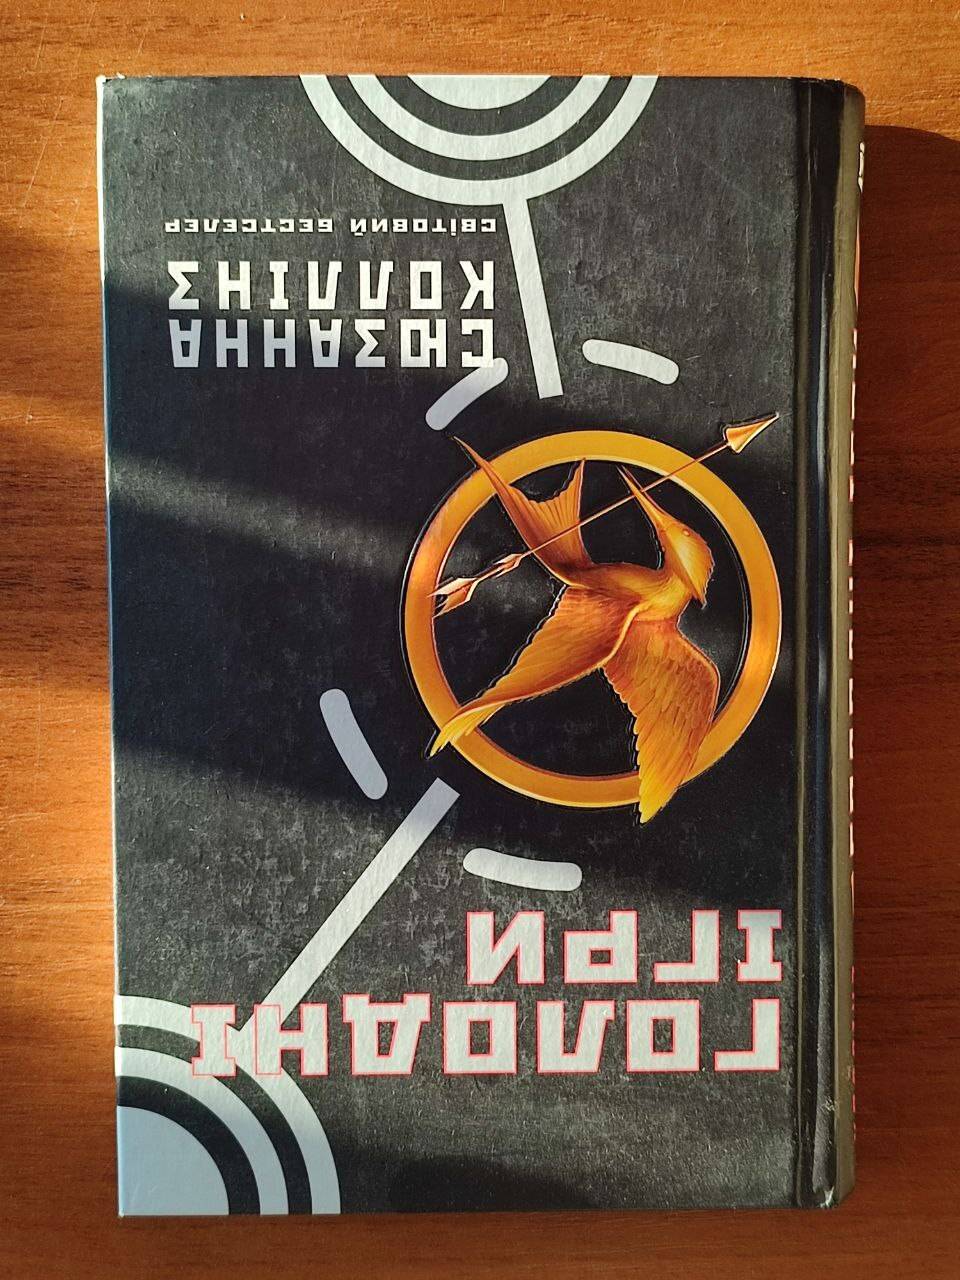 ГОЛОДНІ
ІГРИ
СЮЗАННА
КОЛЛІНЗ
СВІТОВИЙ БЕСТСЕЛЕР